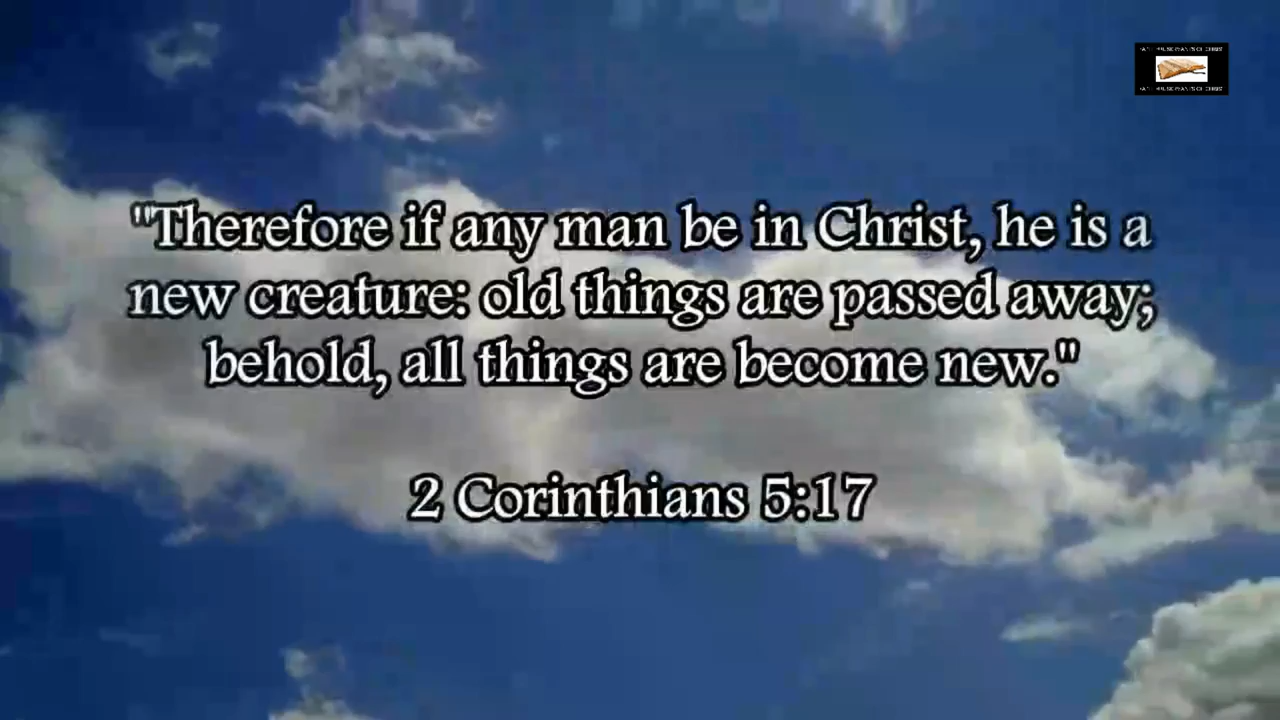 "Therefore if any man be in Christ, he is a
new creature: old things are passed away;
behold, all things are become new."
2 Corinthians 5:17